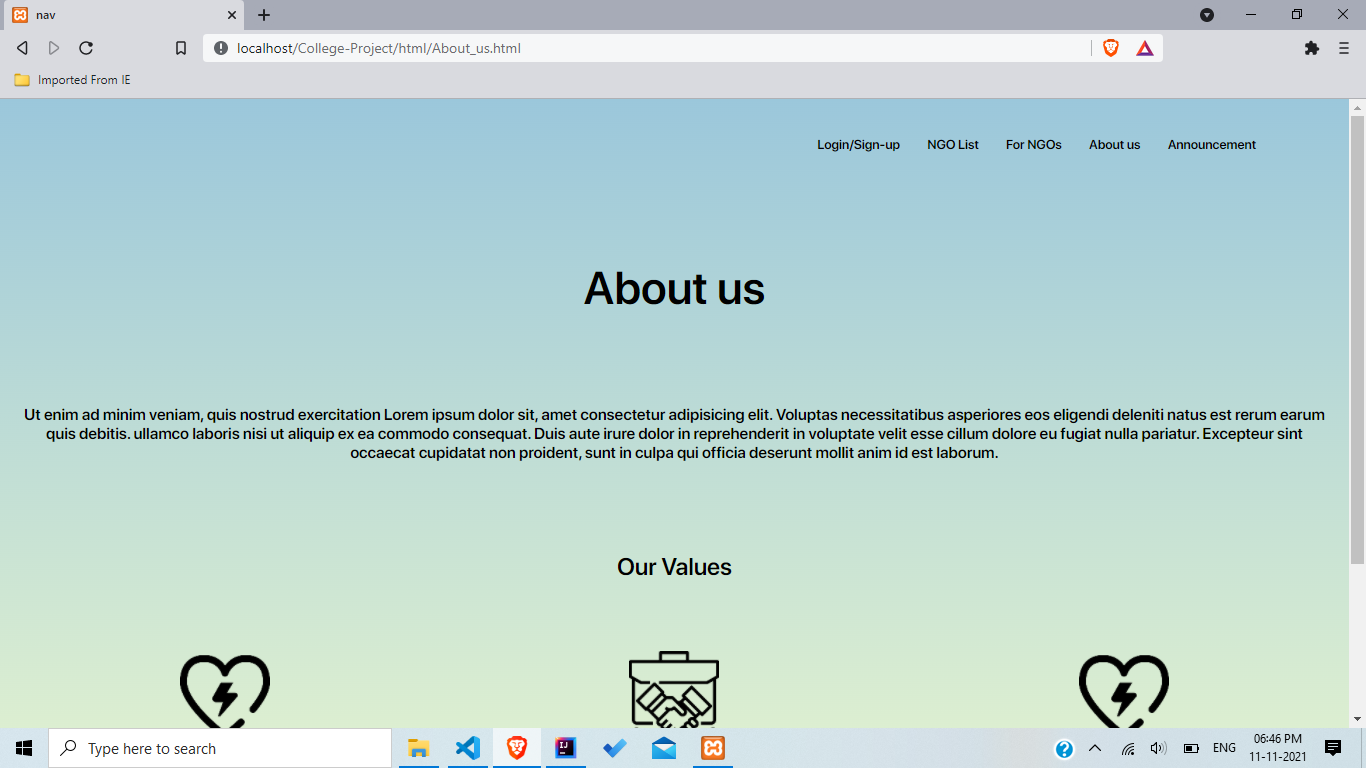 nav
localhost/College-Project/html/About_us.html
Imported From IE
Login/Sign-up NGO List For NGOs About us Announcement
About us
Ut enim ad minim veniam, quis nostrud exercitation Lorem ipsum dolor sit, amet consectetur adipisicing elit. Voluptas necessitatibus asperiores eos eligendi deleniti natus est rerum earum
quis debitis. ullamco laboris nisi ut aliquip ex ea commodo consequat. Duis aute irure dolor in reprehenderit in voluptate velit esse cillum dolore eu fugiat nulla pariatur. Excepteur sint
occaecat cupidatat non proident, sunt in culpa qui officia deserunt mollit anim id est laborum.
Our Values
Type here to search
IJ
ENG
06:46 PM
11-11-2021